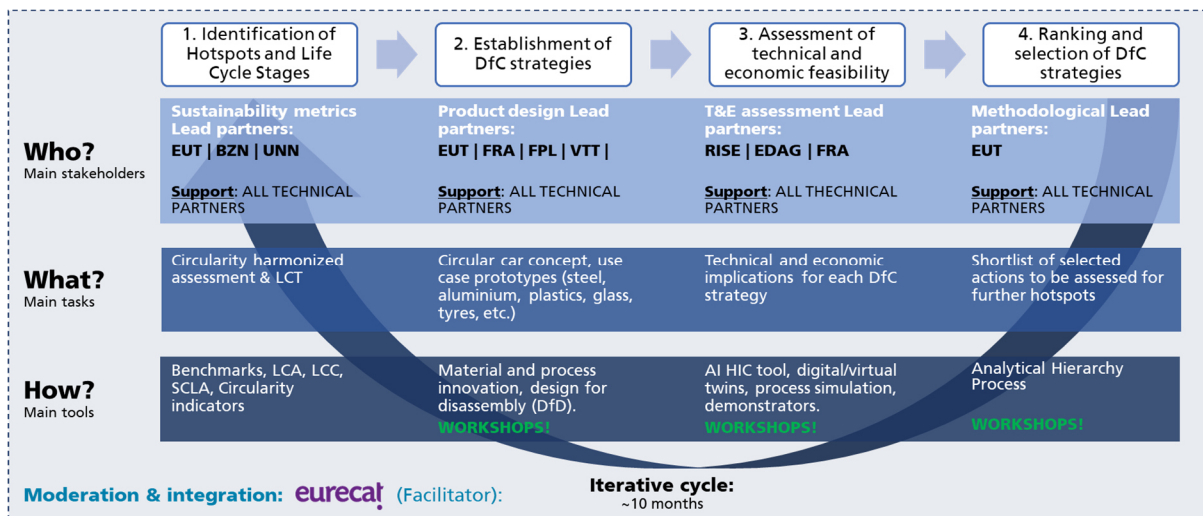 1. Identification of
Hotspots and Life
Cycle Stages
2. Establishment of
DfC strategies
3. Assessment of
technical and
economic feasibility
4. Ranking and
selection of DfC
strategies
Who?
Main stakeholders
Sustainability metrics
Lead partners:
EUT | BZN | UNN
Support: ALL TECHNICAL
PARTNERS
Product design Lead
partners:
EUT | FRA | FPL | VTT |
Support: ALL TECHNICAL
PARTNERS
T&E assessment Lead
partners:
RISE | EDAG | FRA
Support: ALL THECHNICAL
PARTNERS
Methodological Lead
partners:
EUT
Support: ALL TECHNICAL
PARTNERS
What?
Main tasks
Circularity harmonized
assessment & LCT
Circular car concept, use
case prototypes (steel,
aluminium, plastics, glass,
tyres, etc.)
Technical and economic
implications for each DfC
strategy
Shortlist of selected
actions to be assessed for
further hotspots
How?
Main tools
Benchmarks, LCA, LCC,
SCLA, Circularity
indicators
Material and process
innovation, design for
disassembly (DfD).
WORKSHOPS!
AI HIC tool, digital/virtual
twins, process simulation,
demonstrators.
WORKSHOPS!
Analytical Hierarchy
Process
WORKSHOPS!
Moderation & integration: eurecat (Facilitator):
Iterative cycle:
~10 months